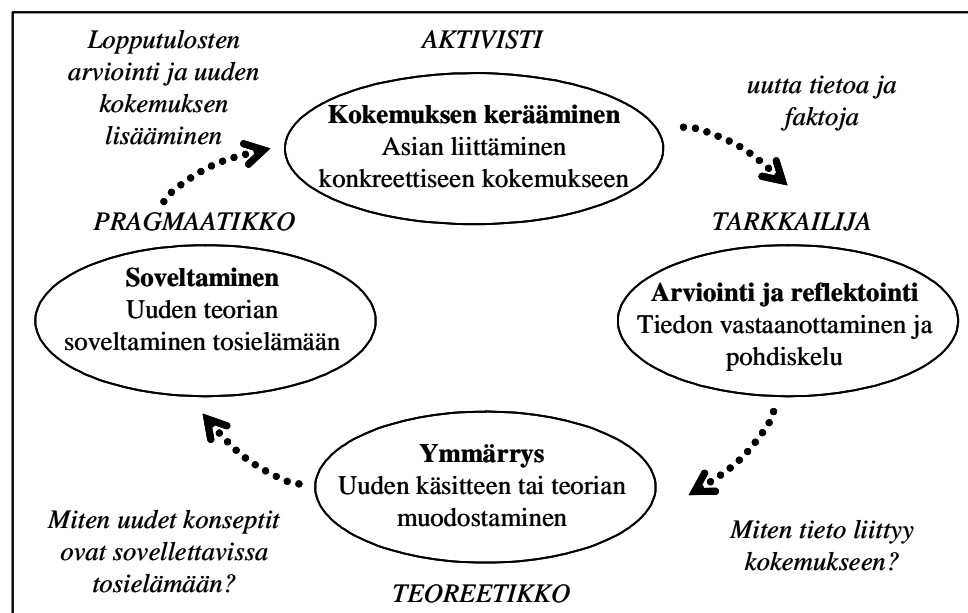 AKTIVISTI
Lopputulosten
arviointi ja uuden
kokemuksen
lisääminen
Kokemuksen kerääminen
Asian liittäminen
konkreettiseen kokemukseen
uutta tietoa ja
faktoja
PRAGMAATIKKO
TARKKAILIJA
Soveltaminen
Uuden teorian
soveltaminen tosielämään
Arviointi ja reflektointi
Tiedon vastaanottaminen ja
pohdiskelu
Ymmärrys
Uuden käsitteen tai teorian
muodostaminen
Miten uudet konseptit
ovat sovellettavissa
tosielämään?
Miten tieto liittyy
kokemukseen?
TEOREETIKKO